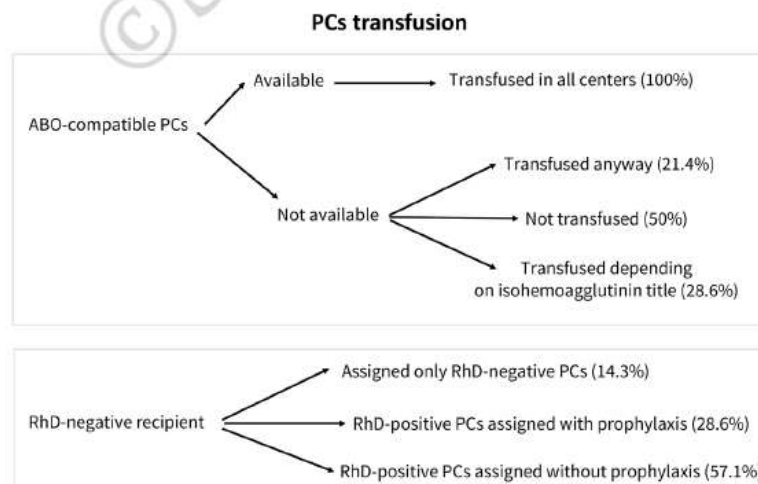 PCs transfusion
ABO-compatible PCs
Available
Transfused in all centers (100%)
Not available
Transfused anyway (21.4%)
Not transfused (50%)
Transfused depending
on isohemoagglutinin title (28.6%)
RhD-negative recipient
Assigned only RhD-negative PCs (14.3%)
RhD-positive PCs assigned with prophylaxis (28.6%)
RhD-positive PCs assigned without prophylaxis (57.1%